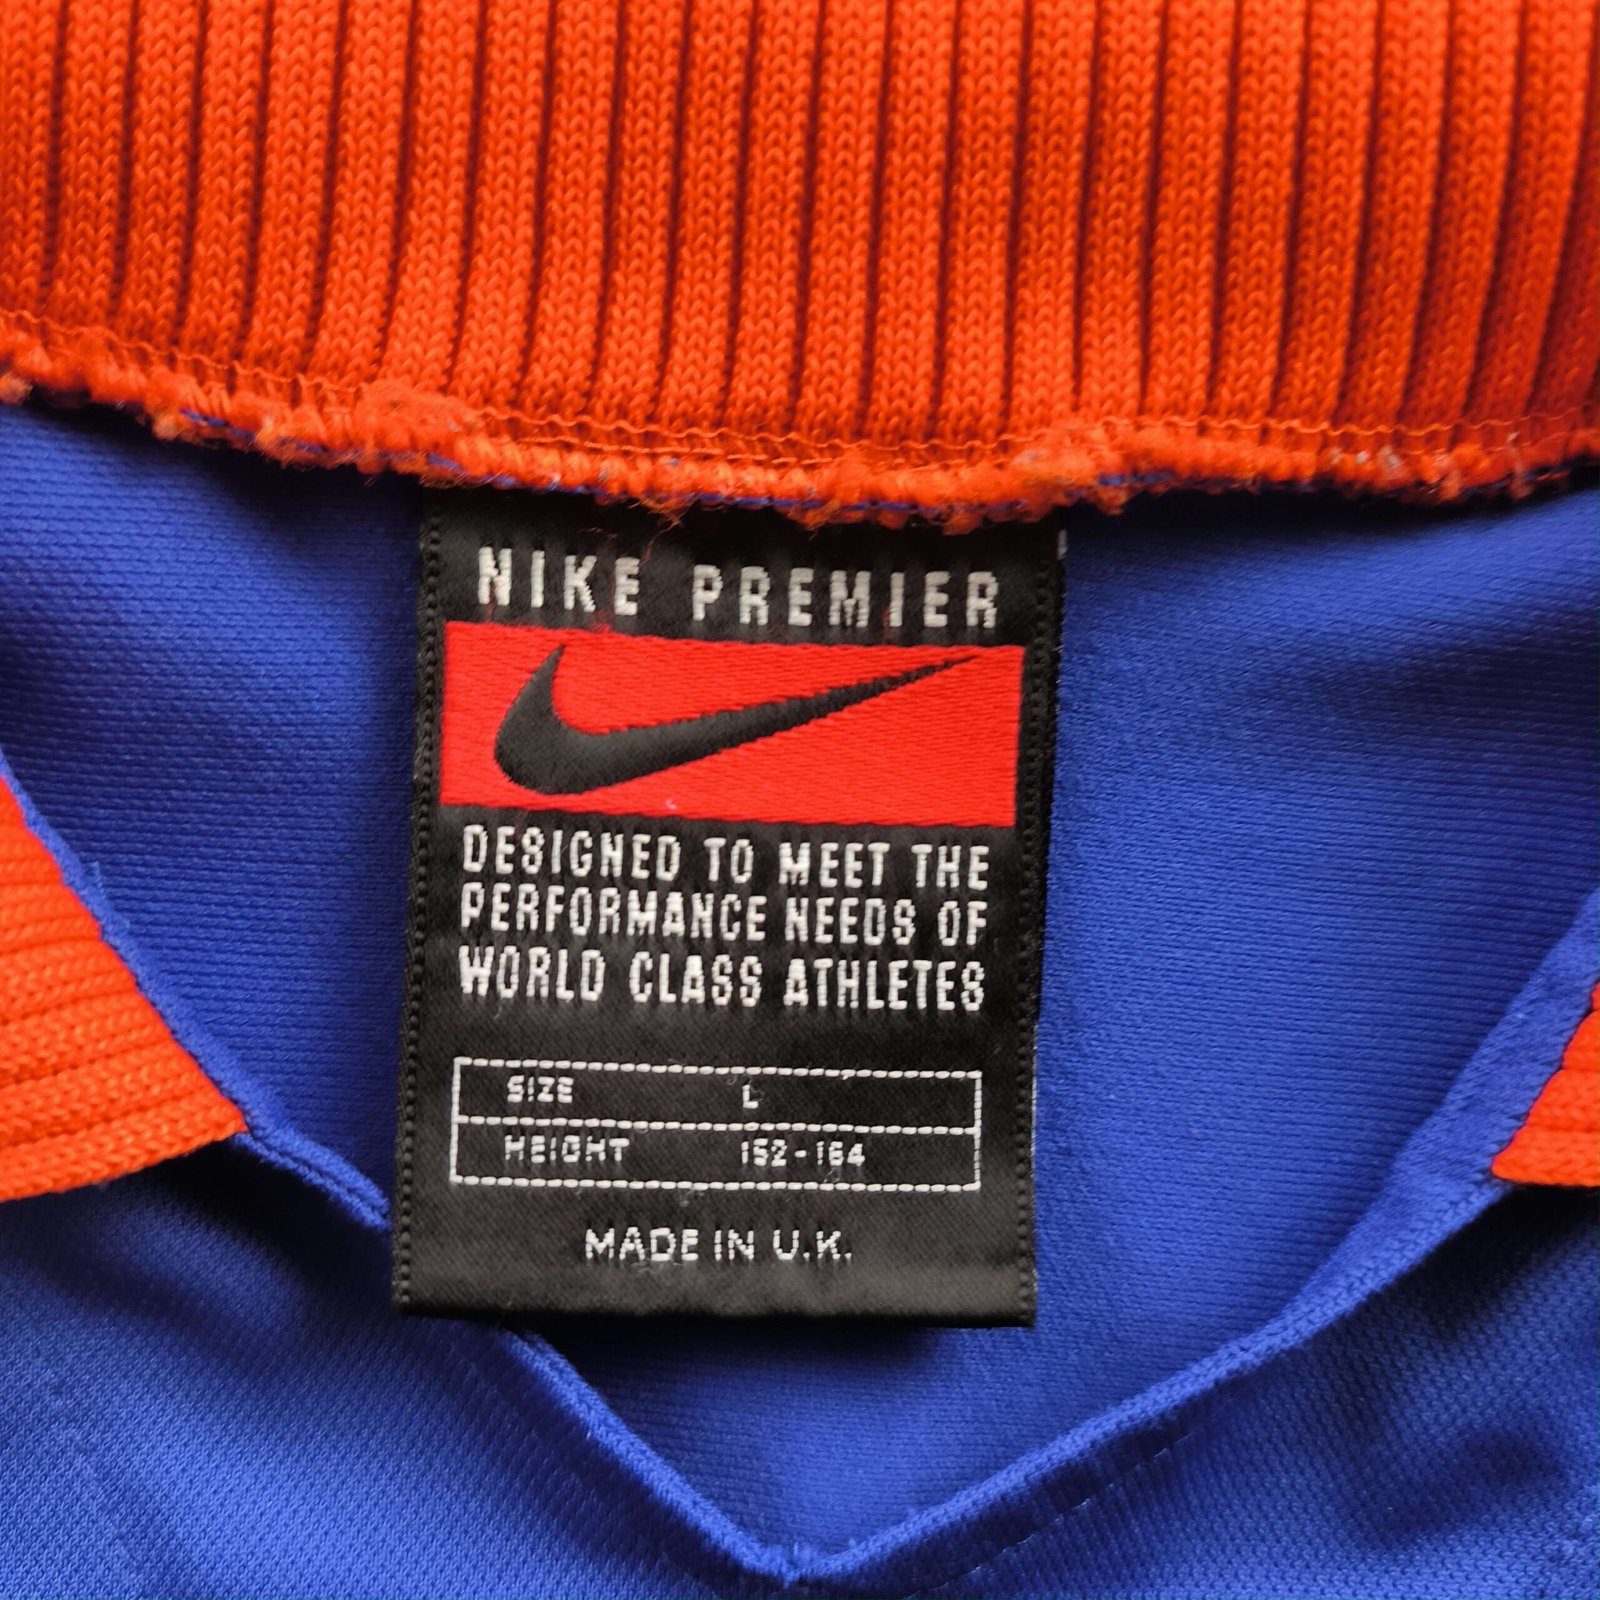 NIKE PREMIER
DESIGNED TO MEET THE
PERFORMANCE NEEDS OF
WORLD CLASS ATHLETES
SIZE L
HEIGHT 152-164
MADE IN U.K.